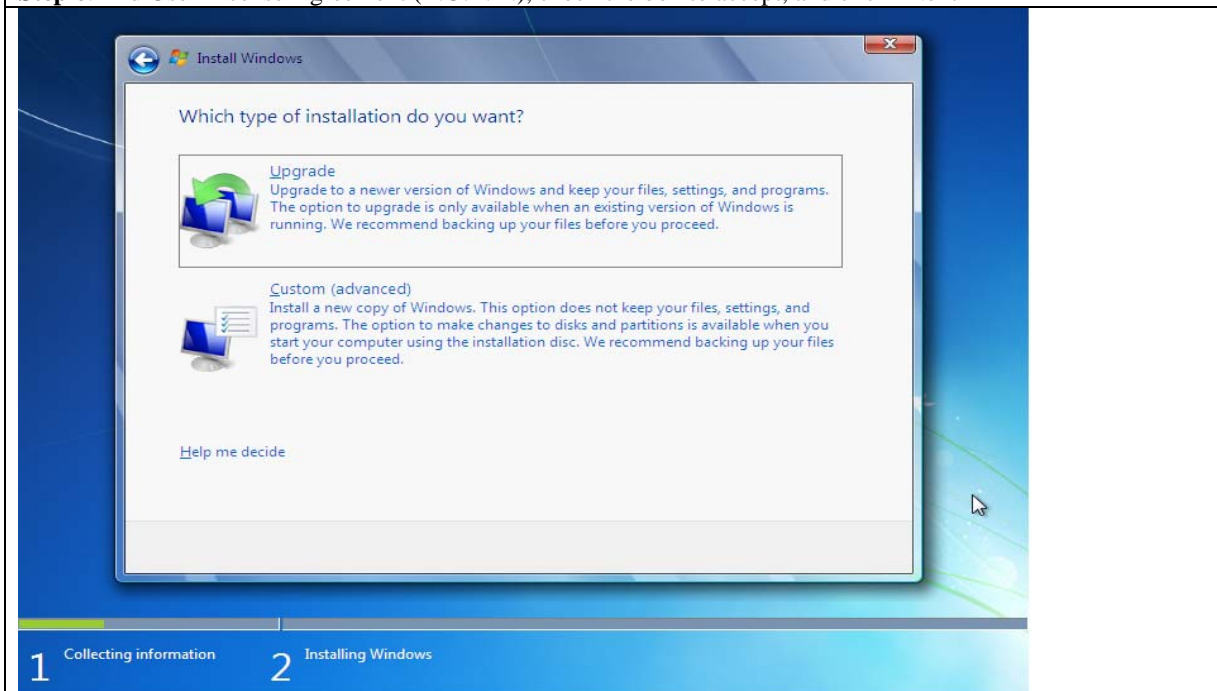 Install Windows
Which type of installation do you want?
Upgrade
Upgrade to a newer version of Windows and keep your files, settings, and programs.
The option to upgrade is only available when an existing version of Windows is
running. We recommend backing up your files before you proceed.
Custom (advanced)
Install a new copy of Windows. This option does not keep your files, settings, and
programs. The option to make changes to disks and partitions is available when you
start your computer using the installation disc. We recommend backing up your files
before you proceed.
Help me decide
1 Collecting information 2 Installing Windows